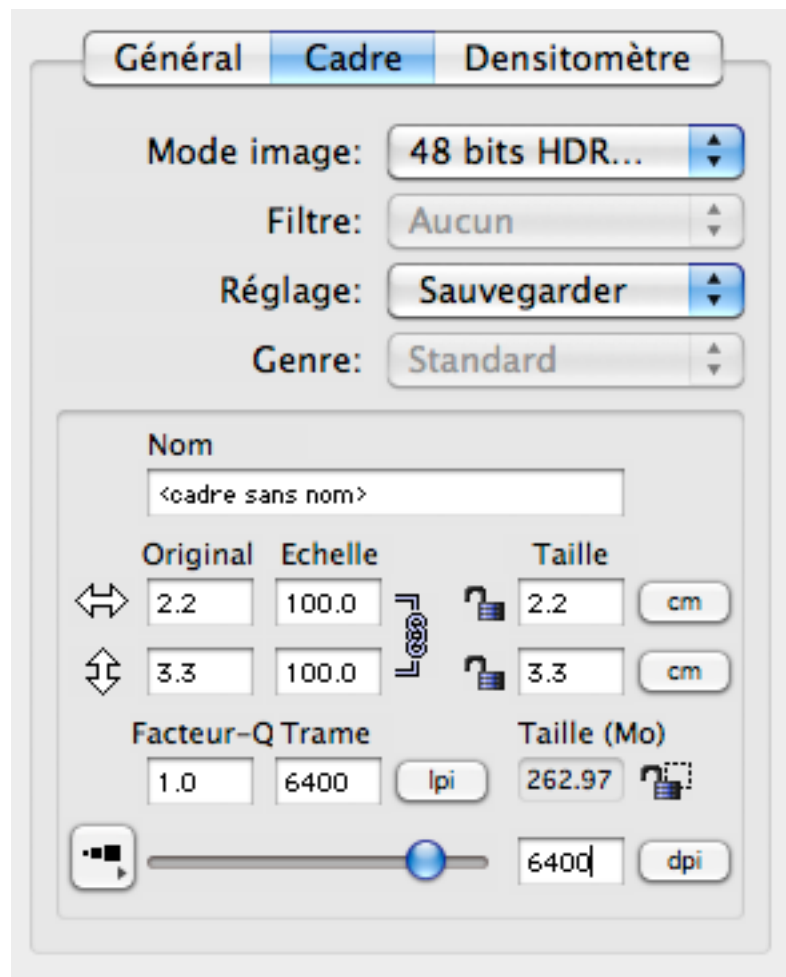 Général Cadre Densitomètre
Mode image: 48 bits HDR...
Filtre: Aucun
Réglage: Sauvegarder
Genre: Standard
Nom
<cadre sans nom>
Original Echelle Taille
2.2 100.0 2.2 cm
3.3 100.0 3.3 cm
Facteur-Q Trame Taille (Mo)
1.0 6400 lpi 262.97
6400 dpi